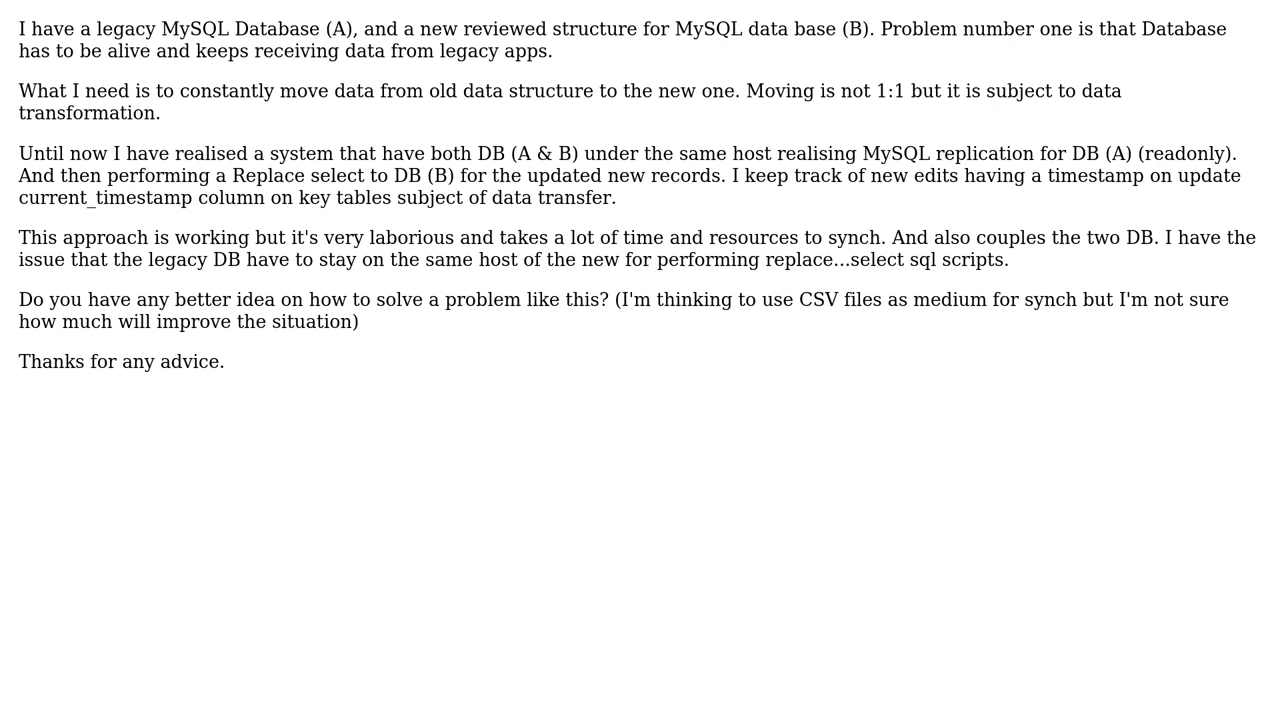 I have a legacy MySQL Database (A), and a new reviewed structure for MySQL data base (B). Problem number one is that Database
has to be alive and keeps receiving data from legacy apps.
What I need is to constantly move data from old data structure to the new one. Moving is not 1:1 but it is subject to data
transformation.
Until now I have realised a system that have both DB (A & B) under the same host realising MySQL replication for DB (A) (readonly).
And then performing a Replace select to DB (B) for the updated new records. I keep track of new edits having a timestamp on update
current_timestamp column on key tables subject of data transfer.
This approach is working but it's very laborious and takes a lot of time and resources to synch. And also couples the two DB. I have the
issue that the legacy DB have to stay on the same host of the new for performing replace...select sql scripts.
Do you have any better idea on how to solve a problem like this? (I'm thinking to use CSV files as medium for synch but I'm not sure
how much will improve the situation)
Thanks for any advice.